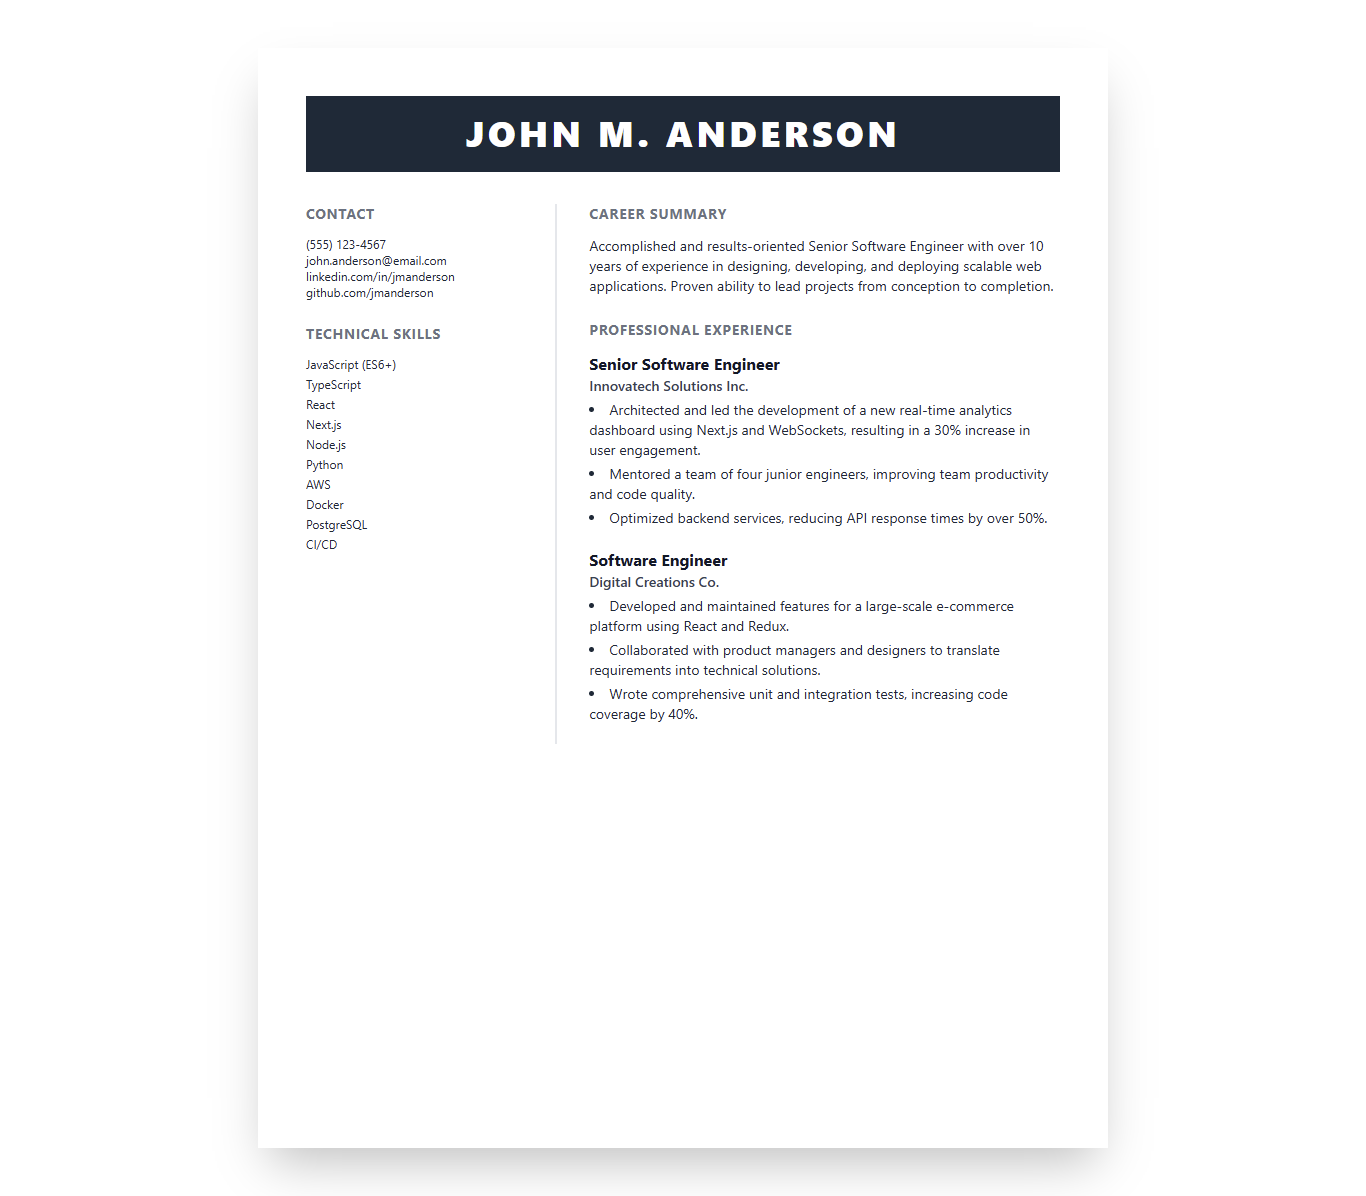 JOHN M. ANDERSON
CONTACT
(555) 123-4567
john.anderson@email.com
linkedin.com/in/jmanderson
github.com/jmanderson
TECHNICAL SKILLS
JavaScript (ES6+)
TypeScript
React
Next.js
Node.js
Python
AWS
Docker
PostgreSQL
CI/CD
CAREER SUMMARY
Accomplished and results-oriented Senior Software Engineer with over 10
years of experience in designing, developing, and deploying scalable web
applications. Proven ability to lead projects from conception to completion.
PROFESSIONAL EXPERIENCE
Senior Software Engineer
Innovatech Solutions Inc.
• Architected and led the development of a new real-time analytics
dashboard using Next.js and WebSockets, resulting in a 30% increase in
user engagement.
• Mentored a team of four junior engineers, improving team productivity
and code quality.
• Optimized backend services, reducing API response times by over 50%.
Software Engineer
Digital Creations Co.
• Developed and maintained features for a large-scale e-commerce
platform using React and Redux.
• Collaborated with product managers and designers to translate
requirements into technical solutions.
• Wrote comprehensive unit and integration tests, increasing code
coverage by 40%.